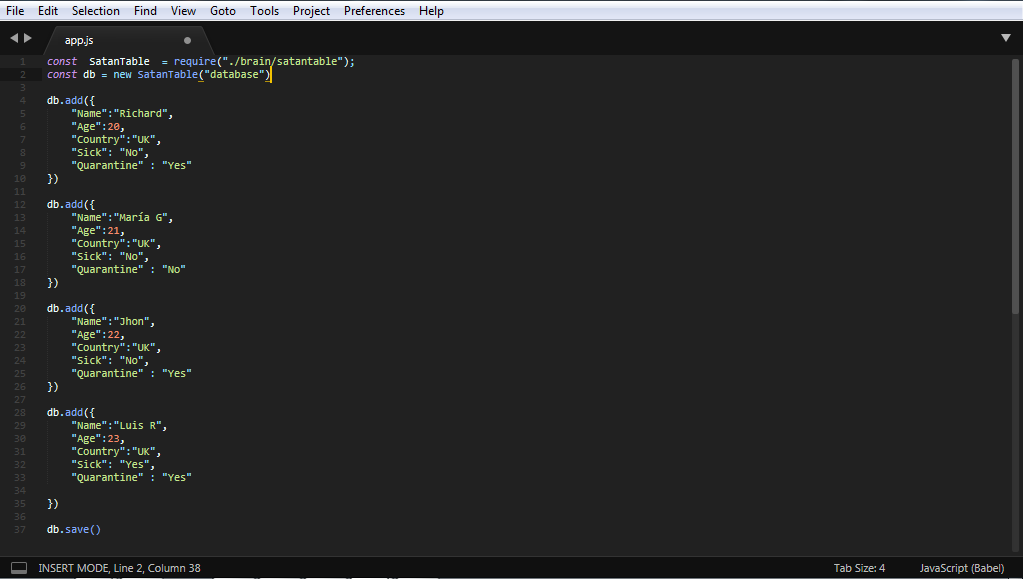 File Edit Selection Find View Goto Tools Project Preferences Help
app.js
1 const  SatanTable  = require("./brain/satantable");
2 const db = new SatanTable("database")
3
4 db.add({
5     "Name":"Richard",
6     "Age":20,
7     "Country":"UK",
8     "Sick": "No",
9     "Quarantine" : "Yes"
10 })
11
12 db.add({
13     "Name":"María G",
14     "Age":21,
15     "Country":"UK",
16     "Sick": "No",
17     "Quarantine" : "No"
18 })
19
20 db.add({
21     "Name":"Jhon",
22     "Age":22,
23     "Country":"UK",
24     "Sick": "No",
25     "Quarantine" : "Yes"
26 })
27
28 db.add({
29     "Name":"Luis R",
30     "Age":23,
31     "Country":"UK",
32     "Sick": "Yes",
33     "Quarantine" : "Yes"
34
35 })
36
37 db.save()
INSERT MODE, Line 2, Column 38 Tab Size: 4 JavaScript (Babel)